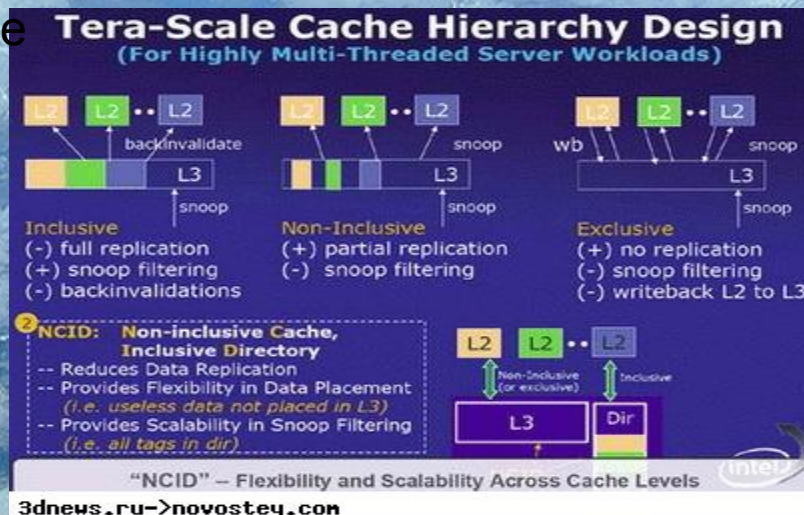 e
Tera-Scale Cache Hierarchy Design
(For Highly Multi-Threaded Server Workloads)
L2 L2 •• L2
backinvalidate
L3
snoop
Inclusive
(-) full replication
(+) snoop filtering
(-) backinvalidations
L2 L2 •• L2
snoop
L3
snoop
Non-Inclusive
(+) partial replication
(-) snoop filtering
L2 L2 •• L2
wb
snoop
L3
snoop
Exclusive
(+) no replication
(-) snoop filtering
(-) writeback L2 to L3
2
NCID: Non-inclusive Cache,
Inclusive Directory
-- Reduces Data Replication
-- Provides Flexibility in Data Placement
(i.e. useless data not placed in L3)
-- Provides Scalability in Snoop Filtering
(i.e. all tags in dir)
L2 L2 •• L2
Non-Inclusive
(or exclusive)
Inclusive
L3
Dir
"NCID" – Flexibility and Scalability Across Cache Levels
intel
3dnews.ru->novostey.com